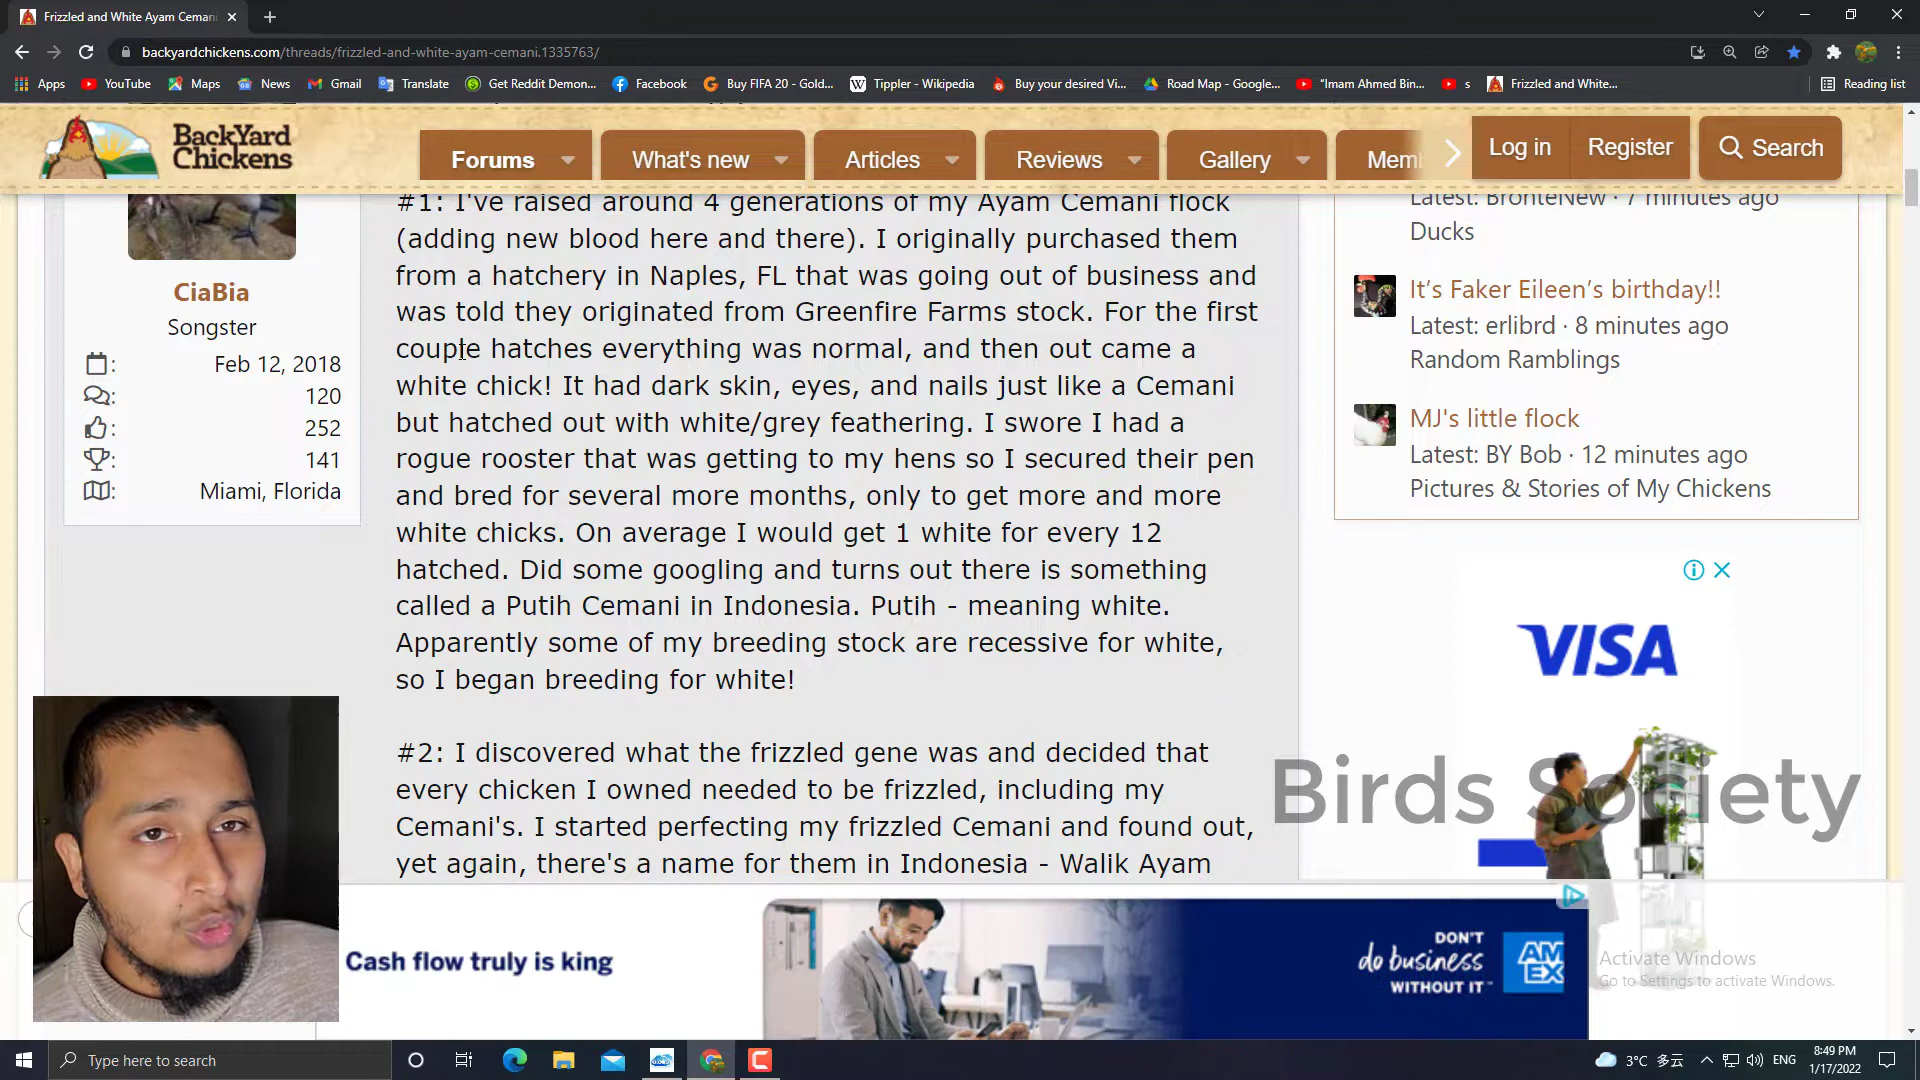 Frizzled and White Ayam Cemani
backyardchickens.com/threads/frizzled-and-white-ayam-cemani.1335763/
Apps
YouTube
Maps
News
Gmail
Translate
Get Reddit Demon...
Facebook
Buy FIFA 20 - Gold...
Tippler - Wikipedia
Buy your desired Vi...
Road Map - Google...
"Imam Ahmed Bin...
s
Frizzled and White...
Reading list
BackYard
Chickens
Forums
What's new
Articles
Reviews
Gallery
Memb
Log in
Register
Search
CiaBia
Songster
Feb 12, 2018
120
252
141
Miami, Florida
#1: I've raised around 4 generations of my Ayam Cemani flock
(adding new blood here and there). I originally purchased them
from a hatchery in Naples, FL that was going out of business and
was told they originated from Greenfire Farms stock. For the first
couple hatches everything was normal, and then out came a
white chick! It had dark skin, eyes, and nails just like a Cemani
but hatched out with white/grey feathering. I swore I had a
rogue rooster that was getting to my hens so I secured their pen
and bred for several more months, only to get more and more
white chicks. On average I would get 1 white for every 12
hatched. Did some googling and turns out there is something
called a Putih Cemani in Indonesia. Putih - meaning white.
Apparently some of my breeding stock are recessive for white,
so I began breeding for white!
#2: I discovered what the frizzled gene was and decided that
every chicken I owned needed to be frizzled, including my
Cemani's. I started perfecting my frizzled Cemani and found out,
yet again, there's a name for them in Indonesia - Walik Ayam
Latest: BronteNew · 7 minutes ago
Ducks
It's Faker Eileen's birthday!!
Latest: erlibrd · 8 minutes ago
Random Ramblings
MJ's little flock
Latest: BY Bob · 12 minutes ago
Pictures & Stories of My Chickens
VISA
Birds Society
Cash flow truly is king
DON'T
do business
WITHOUT IT™
AM
EX
Activate Windows
Go to Settings to activate Windows.
Type here to search
3°C 多云
ENG
8:49 PM
1/17/2022